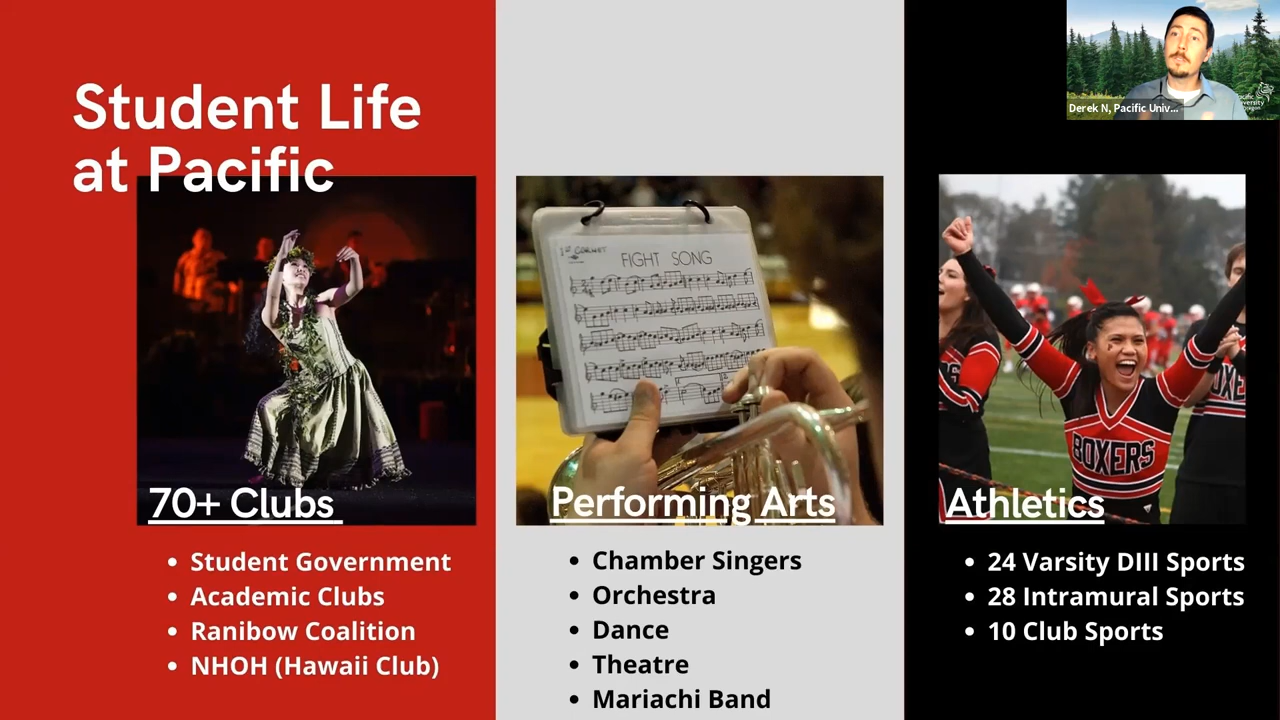 Student Life
at Pacific
70+ Clubs
• Student Government
• Academic Clubs
• Ranibow Coalition
• NHOH (Hawaii Club)
1ST CORNET
FIGHT SONG
Performing Arts
• Chamber Singers
• Orchestra
• Dance
• Theatre
• Mariachi Band
Derek N, Pacific Univ...
BOXERS
Athletics
• 24 Varsity DIII Sports
• 28 Intramural Sports
• 10 Club Sports